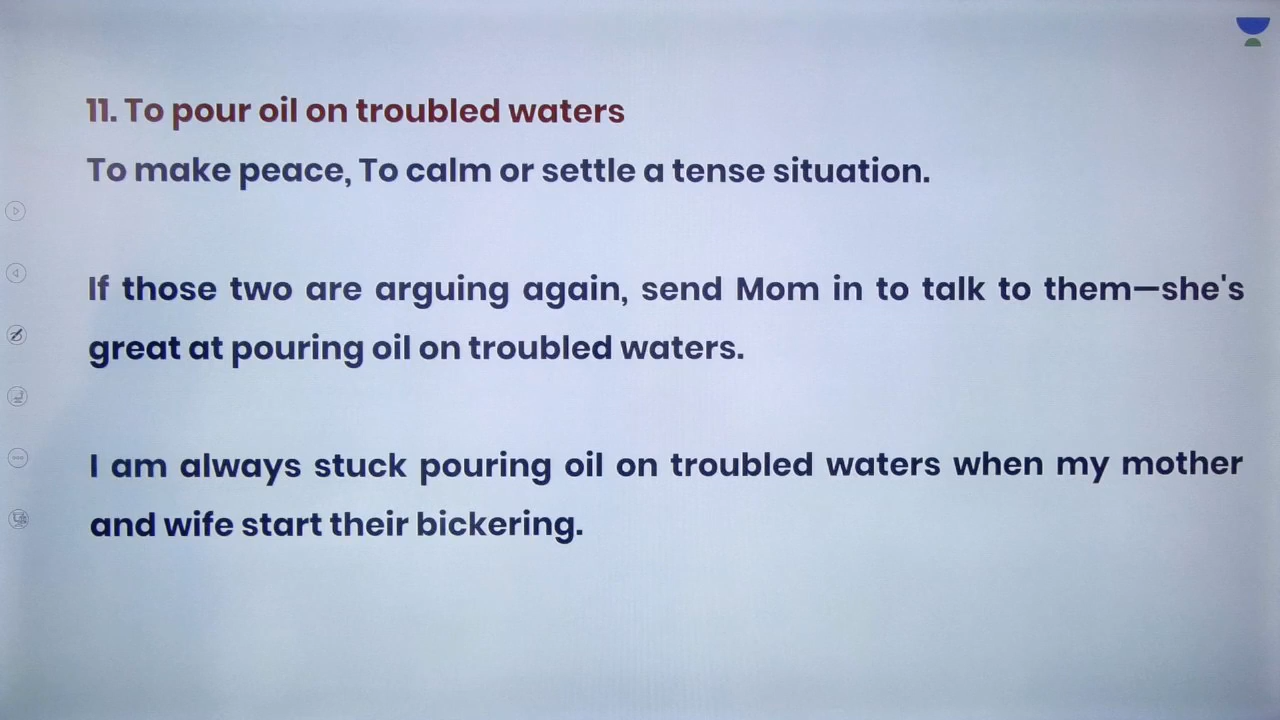 11. To pour oil on troubled waters
To make peace, To calm or settle a tense situation.
If those two are arguing again, send Mom in to talk to them—she's
great at pouring oil on troubled waters.
I am always stuck pouring oil on troubled waters when my mother
and wife start their bickering.